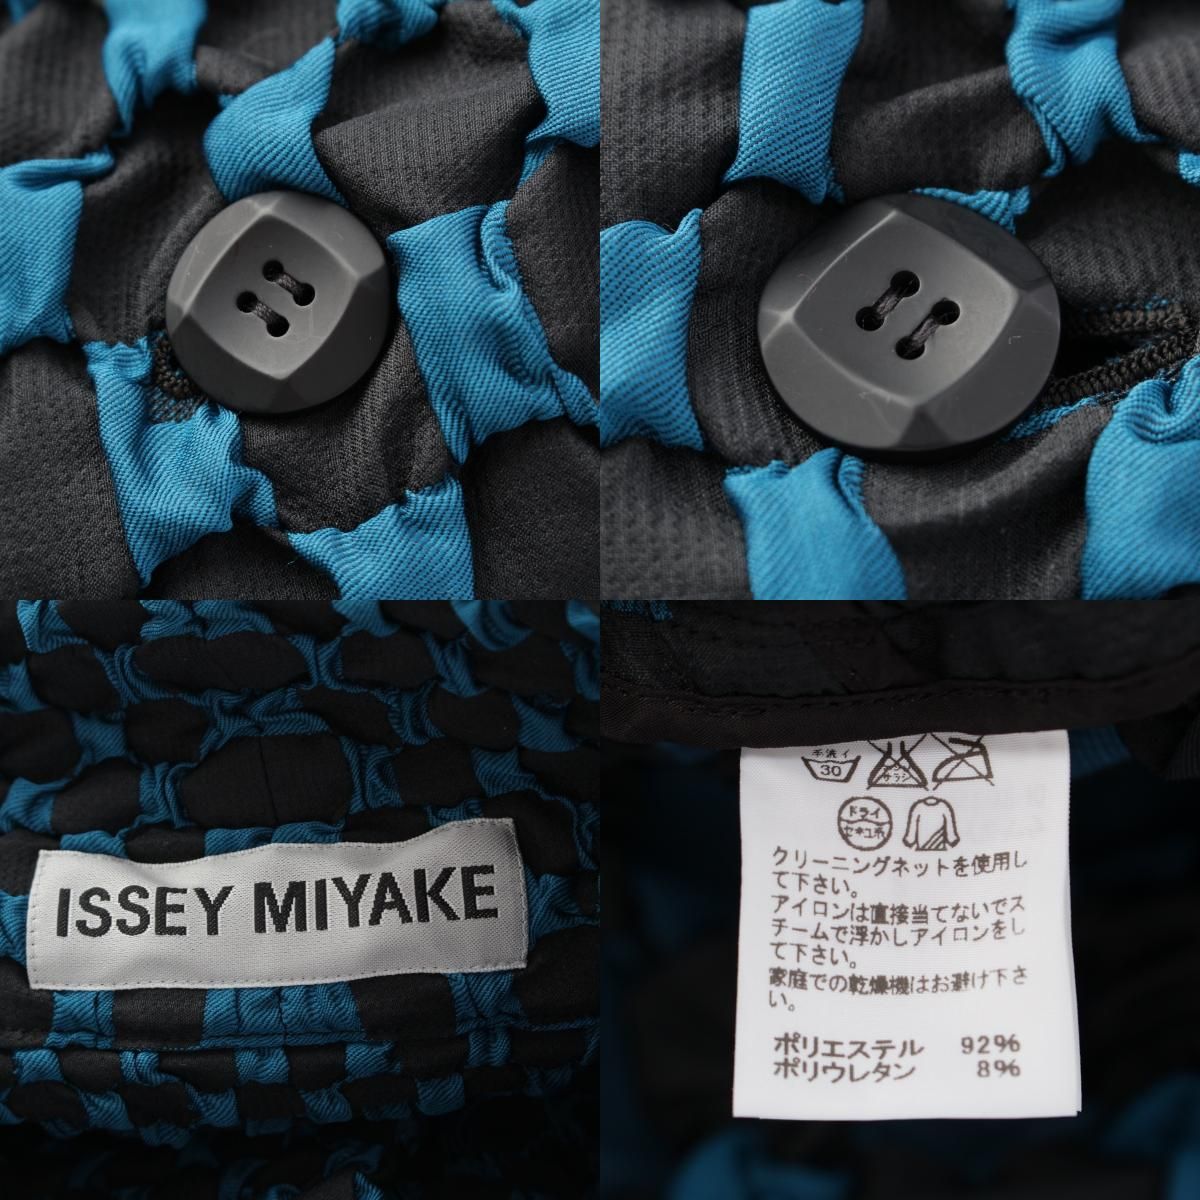 ISSEY MIYAKE
手洗イ
30
サラシ
ドライ
セキユ系
クリーニングネットを使用し
て下さい。
アイロンは直接当てないでス
チームで浮かしアイロンをし
て下さい。
家庭での乾燥機はお避け下さ
い。
ポリエステル 92%
ポリウレタン 8%